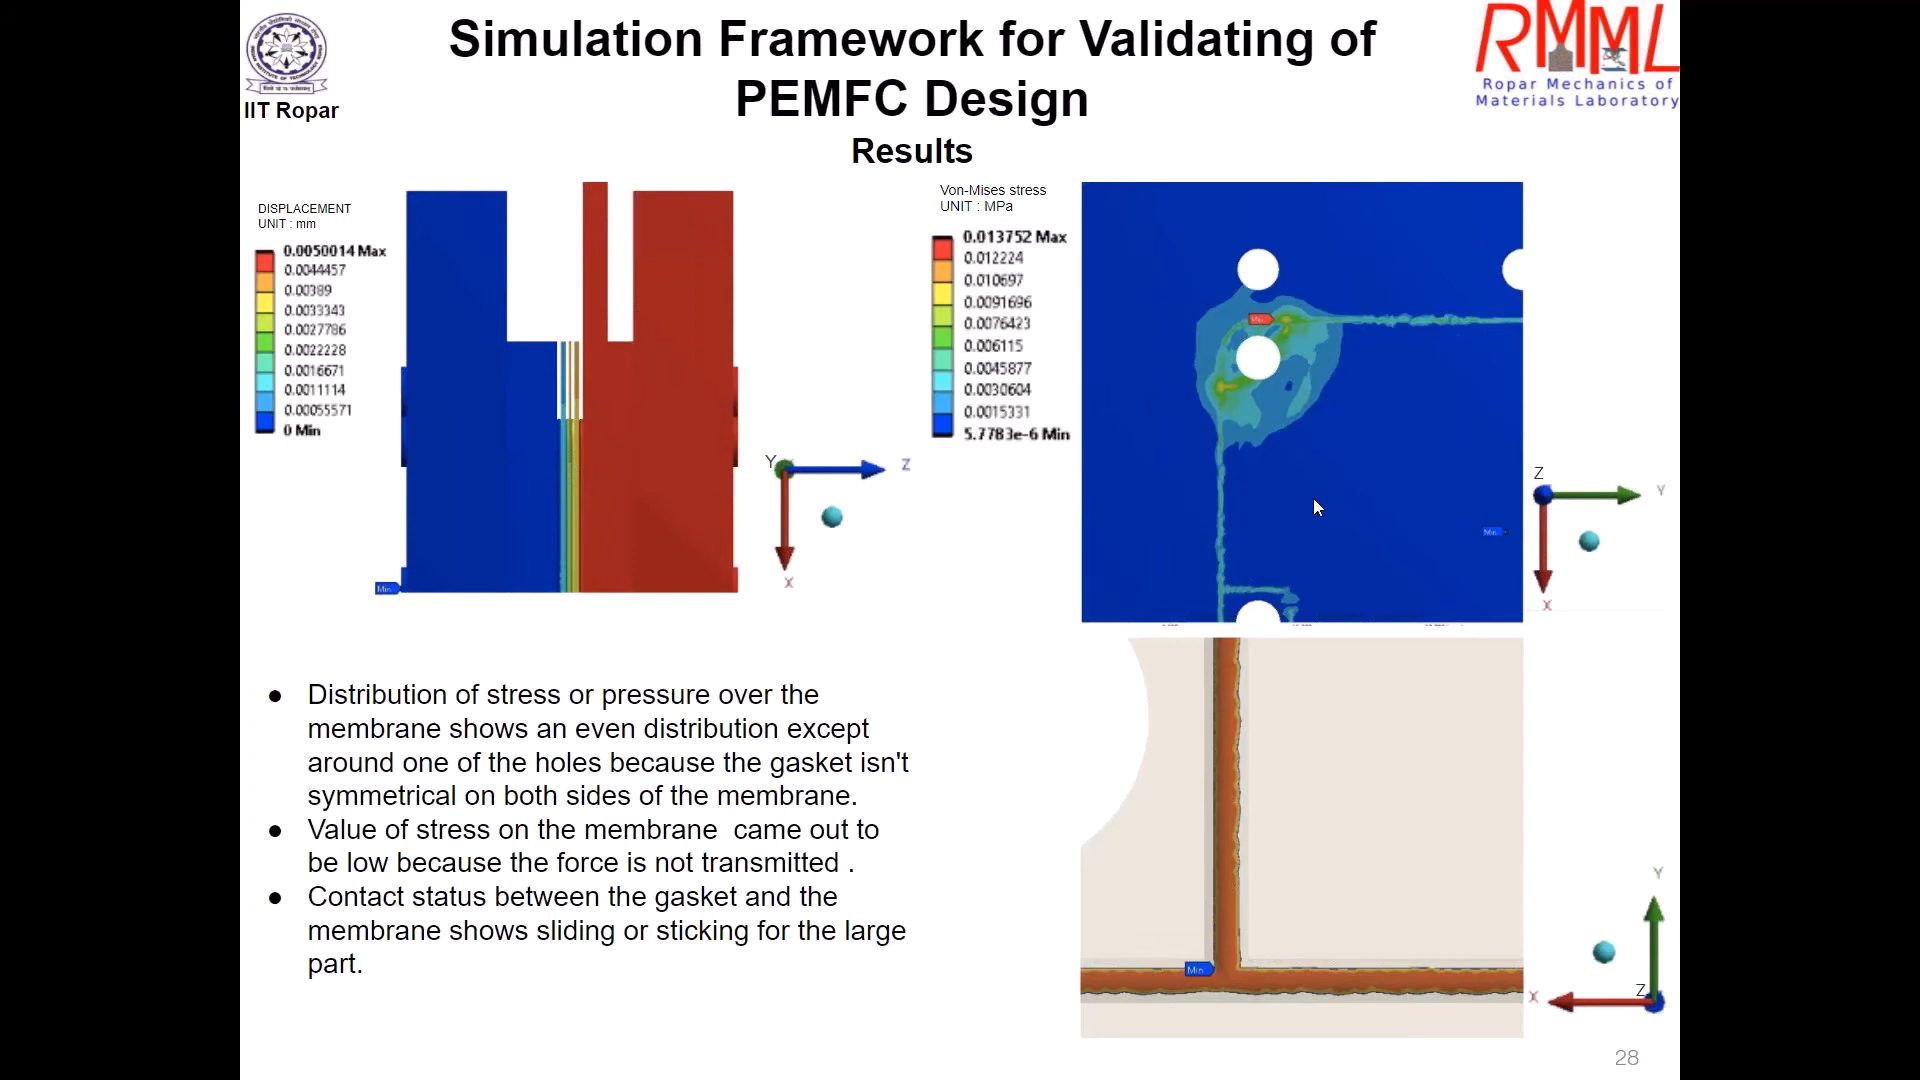 Simulation Framework for Validating of
PEMFC Design
Results
IIT Ropar
RMML
Ropar Mechanics of
Materials Laboratory
DISPLACEMENT
UNIT : mm
0.0050014 Max
0.0044457
0.00389
0.0033343
0.0027786
0.0022228
0.0016671
0.0011114
0.00055571
0 Min
Min
Y
Z
X
Von-Mises stress
UNIT : MPa
0.013752 Max
0.012224
0.010697
0.0091696
0.0076423
0.006115
0.0045877
0.0030604
0.0015331
5.7783e-6 Min
Min
Z
Y
X
● Distribution of stress or pressure over the
membrane shows an even distribution except
around one of the holes because the gasket isn't
symmetrical on both sides of the membrane.
● Value of stress on the membrane  came out to
be low because the force is not transmitted .
● Contact status between the gasket and the
membrane shows sliding or sticking for the large
part.
Min
Y
X
Z
28